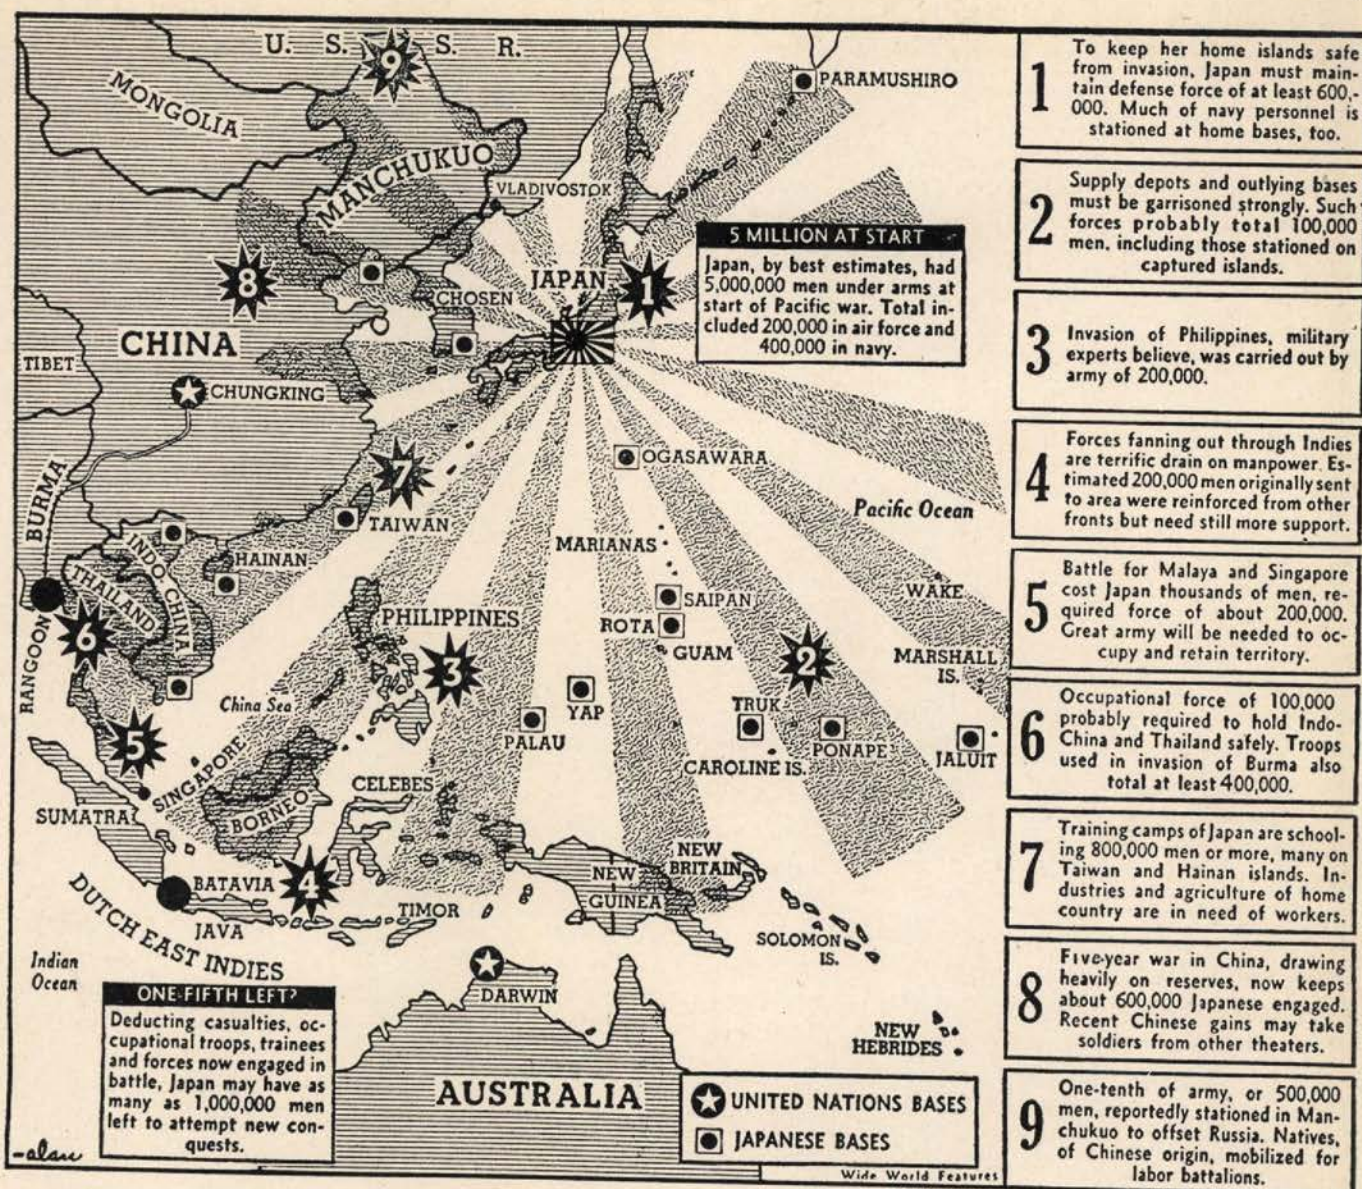 U. S. S. R.
MONGOLIA
MANCHUKUO
VLADIVOSTOK
PARAMUSHIRO
9
8
CHOSEN
JAPAN
1
5 MILLION AT START
Japan, by best estimates, had
5,000,000 men under arms at
start of Pacific war. Total in-
cluded 200,000 in air force and
400,000 in navy.
CHINA
TIBET
CHUNGKING
7
OGASAWARA
Pacific Ocean
BURMA
TAIWAN
INDO-CHINA
HAINAN
MARIANAS
THAILAND
WAKE
SAIPAN
PHILIPPINES
ROTA
6
GUAM
3
2
MARSHALL
IS.
RANGOON
China Sea
YAP
TRUK
5
PALAU
PONAPE
JALUIT
CAROLINE IS.
SINGAPORE
CELEBES
SUMATRA
BORNEO
NEW
BRITAIN
BATAVIA
4
NEW
GUINEA
TIMOR
JAVA
DUTCH EAST INDIES
SOLOMON
IS.
Indian
Ocean
DARWIN
ONE-FIFTH LEFT?
Deducting casualties, oc-
cupational troops, trainees
and forces now engaged in
battle, Japan may have as
many as 1,000,000 men
left to attempt new con-
quests.
NEW
HEBRIDES
AUSTRALIA
UNITED NATIONS BASES
JAPANESE BASES
-alan
Wide World Features
1
To keep her home islands safe
from invasion, Japan must main-
tain defense force of at least 600,-
000. Much of navy personnel is
stationed at home bases, too.
2
Supply depots and outlying bases
must be garrisoned strongly. Such
forces probably total 100,000
men, including those stationed on
captured islands.
3
Invasion of Philippines, military
experts believe, was carried out by
army of 200,000.
4
Forces fanning out through Indies
are terrific drain on manpower. Es-
timated 200,000 men originally sent
to area were reinforced from other
fronts but need still more support.
5
Battle for Malaya and Singapore
cost Japan thousands of men, re-
quired force of about 200,000.
Great army will be needed to oc-
cupy and retain territory.
6
Occupational force of 100,000
probably required to hold Indo-
China and Thailand safely. Troops
used in invasion of Burma also
total at least 400,000.
7
Training camps of Japan are school-
ing 800,000 men or more, many on
Taiwan and Hainan islands. In-
dustries and agriculture of home
country are in need of workers.
8
Five-year war in China, drawing
heavily on reserves, now keeps
about 600,000 Japanese engaged.
Recent Chinese gains may take
soldiers from other theaters.
9
One-tenth of army, or 500,000
men, reportedly stationed in Man-
chukuo to offset Russia. Natives,
of Chinese origin, mobilized for
labor battalions.